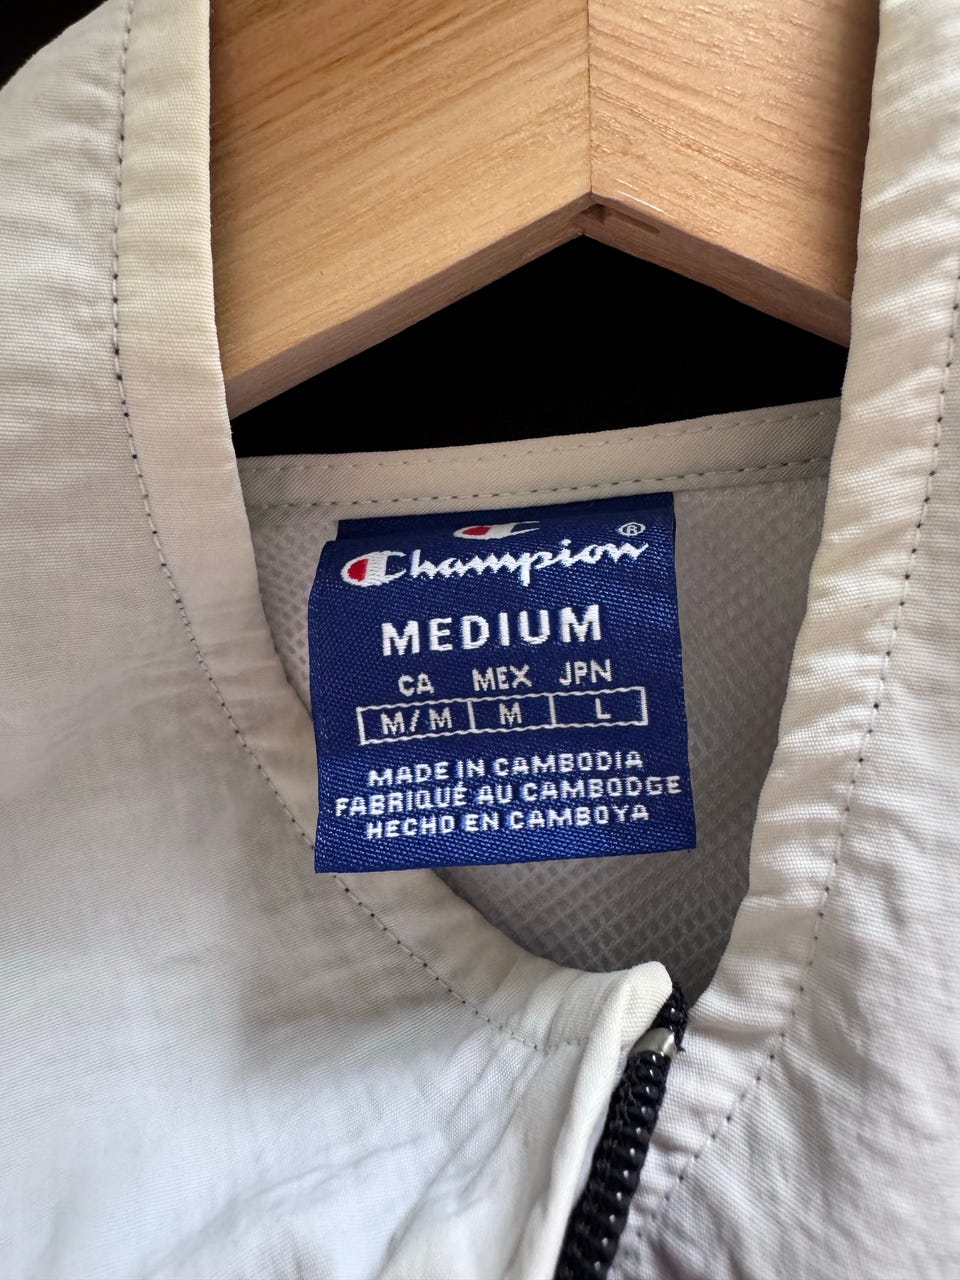 Champion®
MEDIUM
CA MEX JPN
M/M M L
MADE IN CAMBODIA
FABRIQUÉ AU CAMBODGE
HECHO EN CAMBOYA